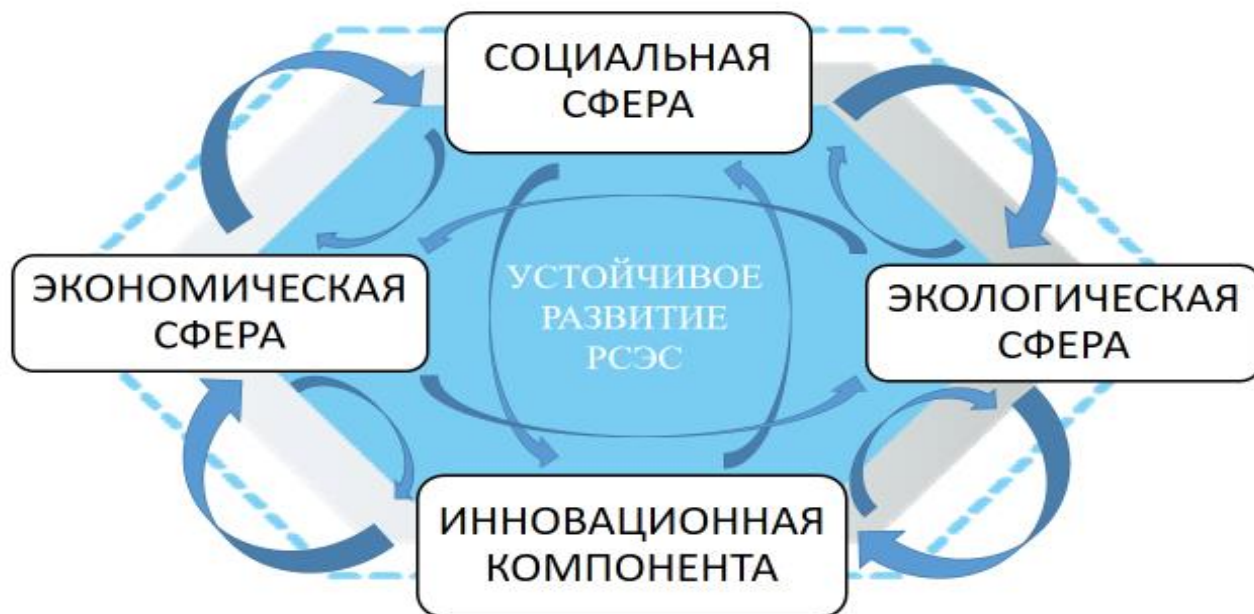 СОЦИАЛЬНАЯ
СФЕРА
ЭКОНОМИЧЕСКАЯ
СФЕРА
УСТОЙЧИВОЕ
РАЗВИТИЕ
РСЭС
ЭКОЛОГИЧЕСКАЯ
СФЕРА
ИННОВАЦИОННАЯ
КОМПОНЕНТА